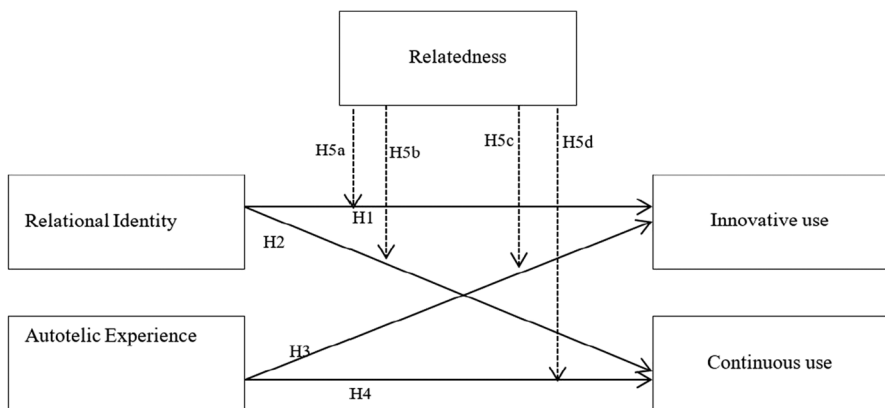 Relatedness
H5a
H5b
H5c
H5d
Relational Identity
H1
Innovative use
H2
Autotelic Experience
H3
Continuous use
H4